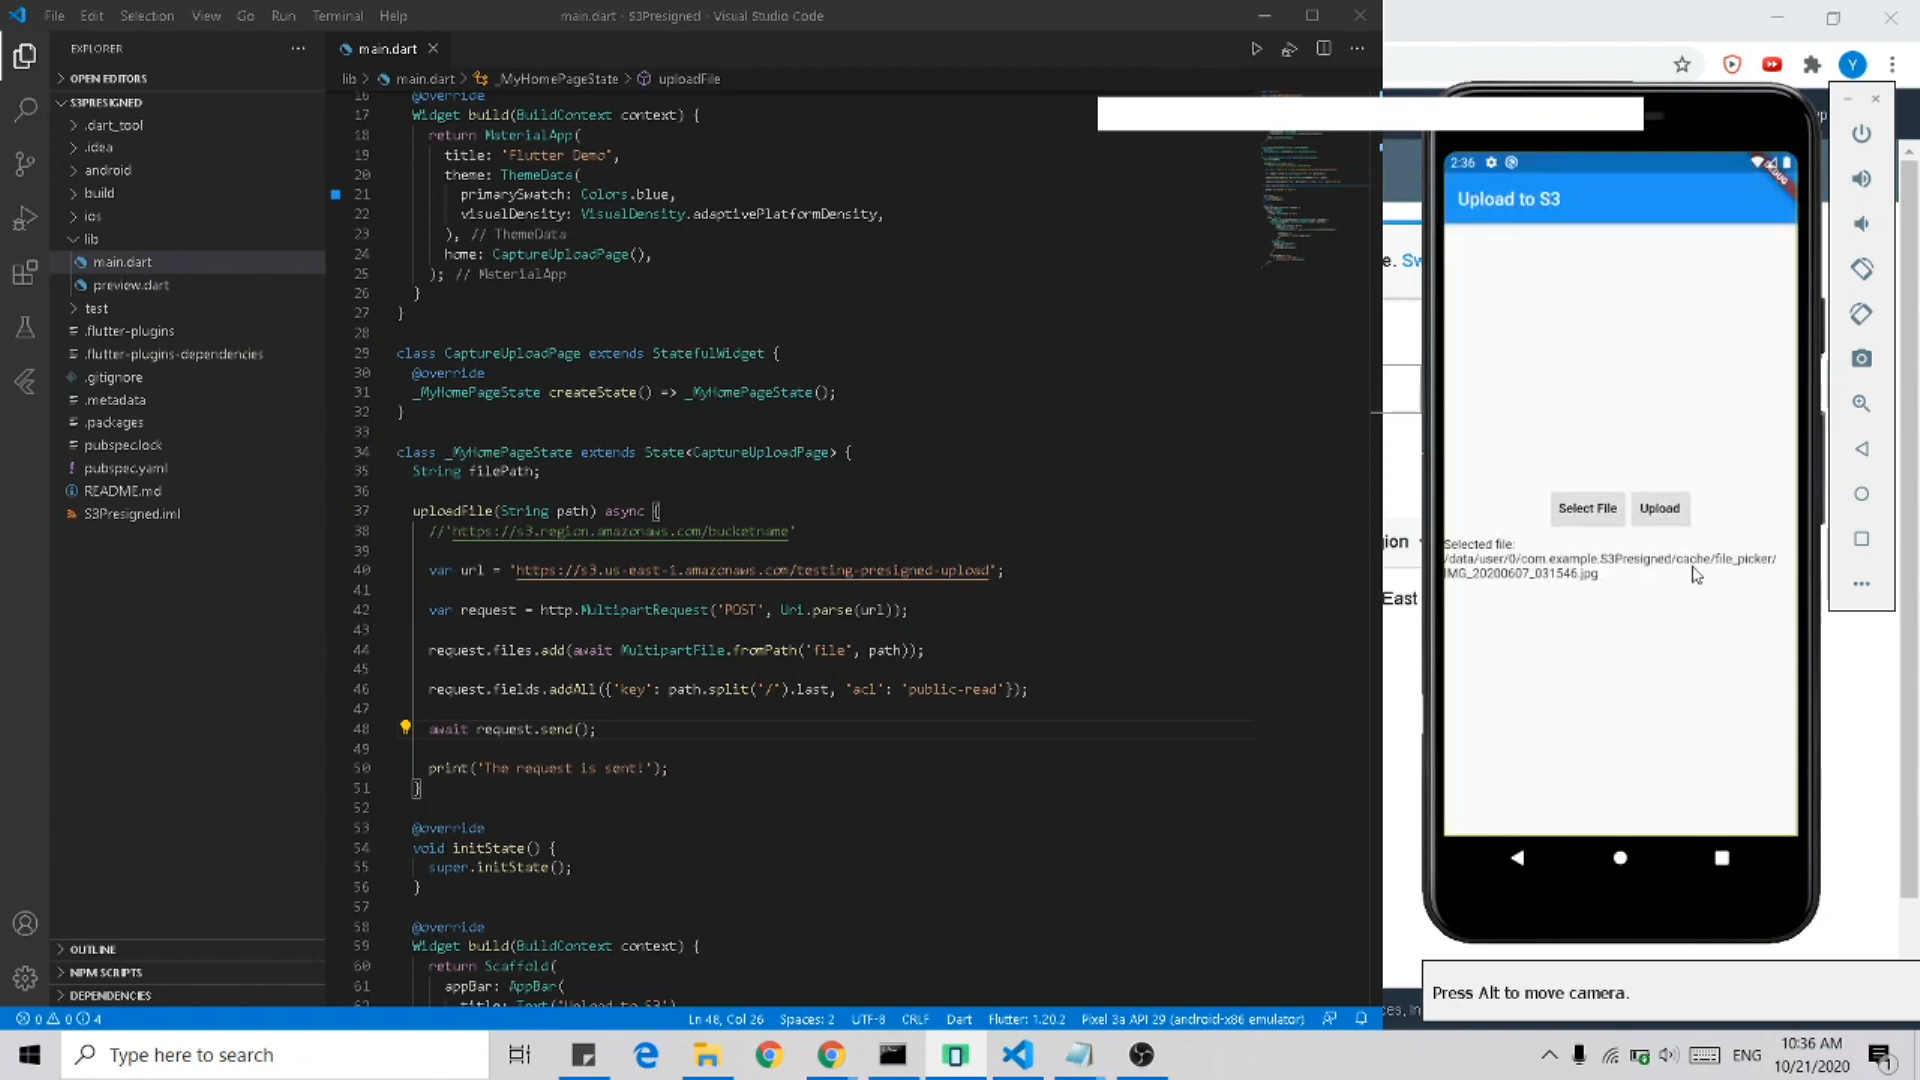 File Edit Selection View Go Run Terminal Help
main.dart - S3Presigned - Visual Studio Code
EXPLORER
OPEN EDITORS
S3PRESIGNED
.dart_tool
.idea
android
build
ios
lib
main.dart
preview.dart
test
.flutter-plugins
.flutter-plugins-dependencies
.gitignore
.metadata
.packages
pubspec.lock
pubspec.yaml
README.md
S3Presigned.iml
OUTLINE
NPM SCRIPTS
DEPENDENCIES
main.dart
lib > main.dart > _MyHomePageState > uploadFile
16 @override
17 Widget build(BuildContext context) {
18 return MaterialApp(
19 title: 'Flutter Demo',
20 theme: ThemeData(
21 primarySwatch: Colors.blue,
22 visualDensity: VisualDensity.adaptivePlatformDensity,
23 ), // ThemeData
24 home: CaptureUploadPage(),
25 ); // MaterialApp
26 }
27 }
28
29 class CaptureUploadPage extends StatefulWidget {
30 @override
31 _MyHomePageState createState() => _MyHomePageState();
32 }
33
34 class _MyHomePageState extends State<CaptureUploadPage> {
35 String filePath;
36
37 uploadFile(String path) async {
38 //'https://s3.region.amazonaws.com/bucketname'
39
40 var url = 'https://s3.us-east-1.amazonaws.com/testing-presigned-upload';
41
42 var request = http.MultipartRequest('POST', Uri.parse(url));
43
44 request.files.add(await MultipartFile.fromPath('file', path));
45
46 request.fields.addAll({'key': path.split('/').last, 'acl': 'public-read'});
47
48 await request.send();
49
50 print('The request is sent!');
51 }
52
53 @override
54 void initState() {
55 super.initState();
56 }
57
58 @override
59 Widget build(BuildContext context) {
60 return Scaffold(
61 appBar: AppBar(
62 title: Text('Upload to S3')
0 0 4
Ln 48, Col 26 Spaces: 2 UTF-8 CRLF Dart Flutter: 1.20.2 Pixel 3a API 29 (android-x86 emulator)
Y
e. Sw
gion
East
2:36
DEBUG
Upload to S3
Select File Upload
Selected file:
/data/user/0/com.example.S3Presigned/cache/file_picker/
IMG_20200607_031546.jpg
Press Alt to move camera.
Type here to search
ENG
10:36 AM
10/21/2020
1